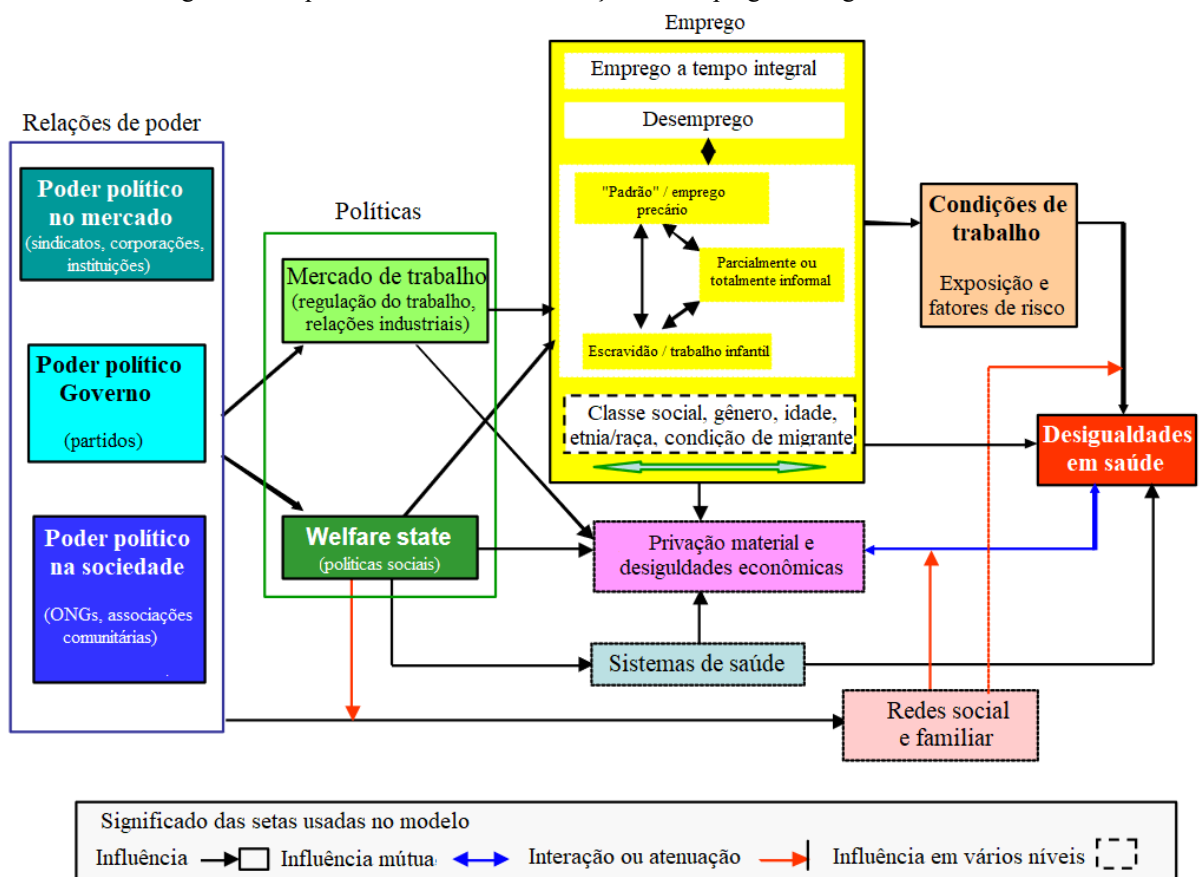 Emprego
Emprego a tempo integral
Desemprego
"Padrão" / emprego
precário
Parcialmente ou
totalmente informal
Escravidão / trabalho infantil
Classe social, gênero, idade,
etnia/raça, condição de migrante
Relações de poder
Poder político
no mercado
(sindicatos, corporações,
instituições)
Poder político
Governo
(partidos)
Poder político
na sociedade
(ONGs, associações
comunitárias)
Políticas
Mercado de trabalho
(regulação do trabalho,
relações industriais)
Welfare state
(políticas sociais)
Condições de
trabalho
Exposição e
fatores de risco
Desigualdades
em saúde
Privação material e
desiguldades econômicas
Sistemas de saúde
Redes social
e familiar
Significado das setas usadas no modelo
Influência Influência mútua Interação ou atenuação Influência em vários níveis